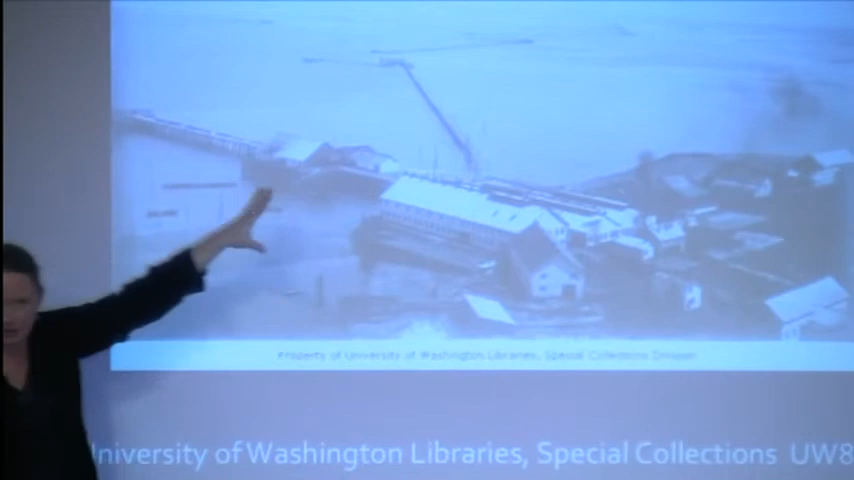 Property of University of Washington Libraries, Special Collections Division
University of Washington Libraries, Special Collections UW8